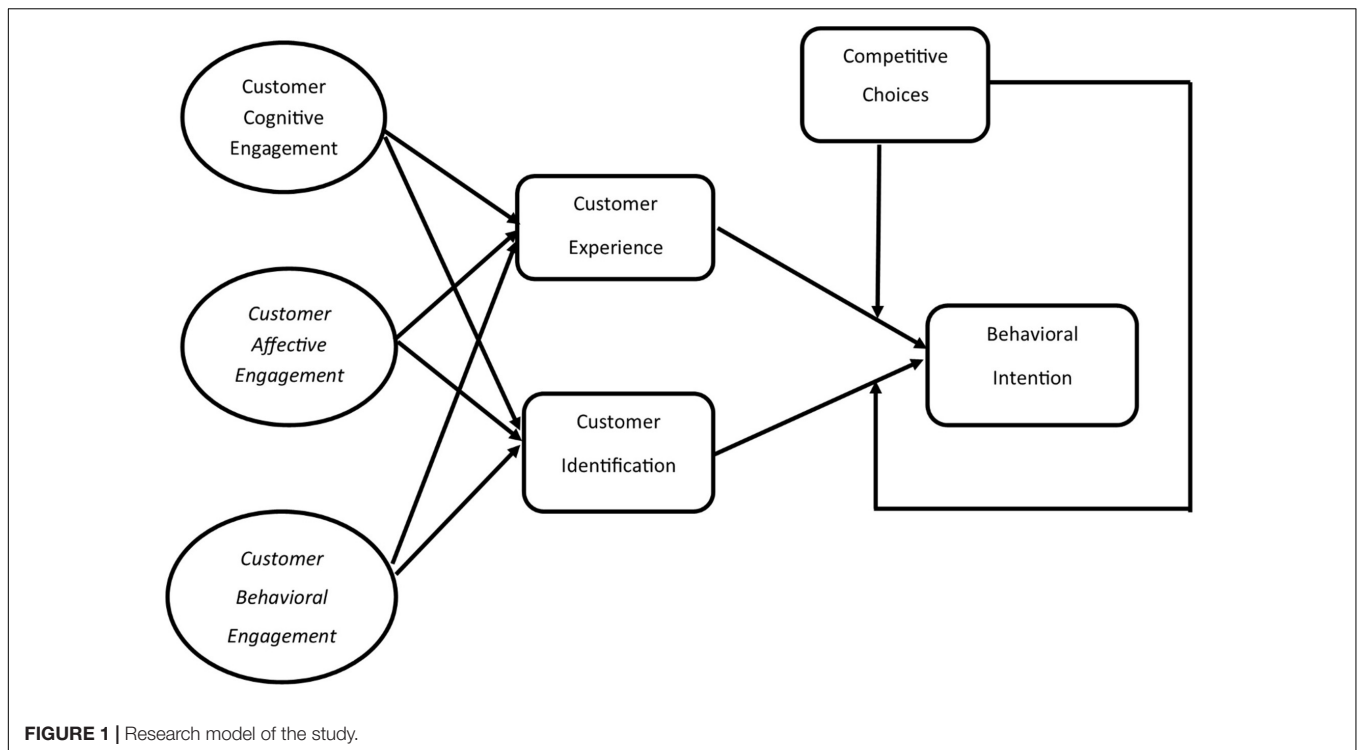 Customer
Cognitive
Engagement
Competitive
Choices
Customer
Experience
Customer
Affective
Engagement
Behavioral
Intention
Customer
Identification
Customer
Behavioral
Engagement
FIGURE 1 | Research model of the study.